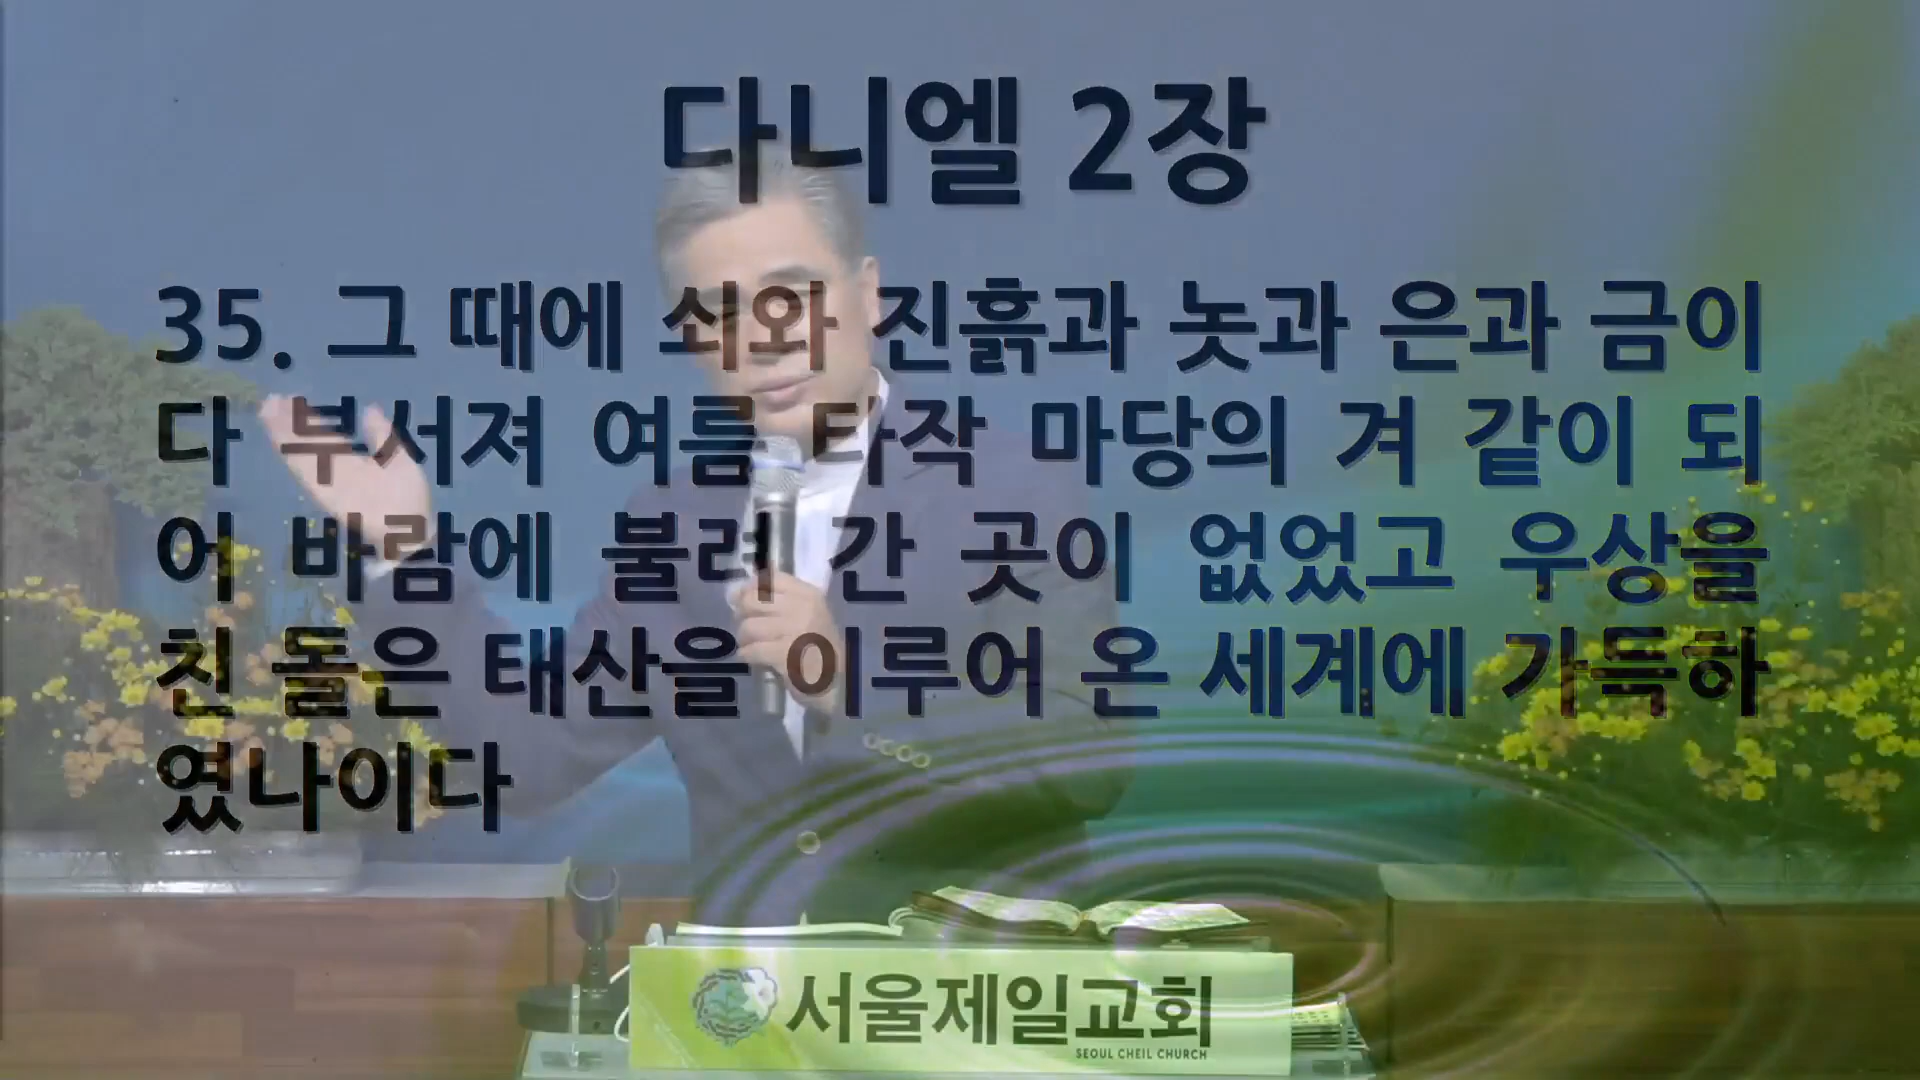 다니엘 2장
35. 그 때에 쇠와 진흙과 놋과 은과 금이
다 부서져 여름 타작 마당의 겨 같이 되
어 바람에 불려 간 곳이 없었고 우상을
친 돌은 태산을 이루어 온 세계에 가득하
였나이다
서울제일교회
SEOUL CHEIL CHURCH